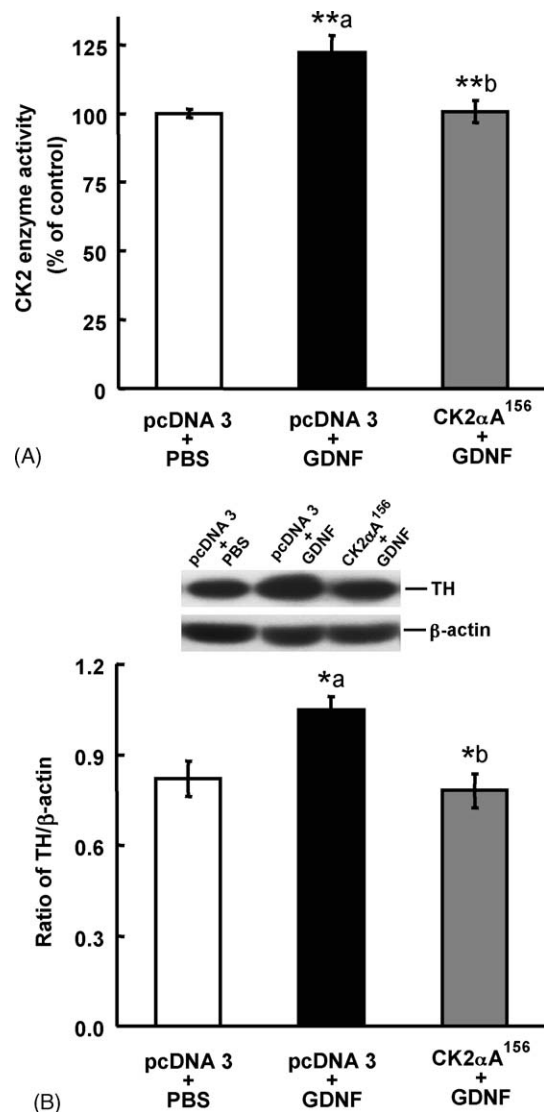 CK2 enzyme activity
(% of control)
125
100
75
50
25
0
**a
**b
pcDNA 3
+
PBS
pcDNA 3
+
GDNF
CK2αA¹⁵⁶
+
GDNF
(A)
pcDNA 3
+
PBS
pcDNA 3
+
GDNF
CK2αA¹⁵⁶
+
GDNF
TH
β-actin
Ratio of TH/β-actin
1.2
0.9
0.6
0.3
0.0
*a
*b
pcDNA 3
+
PBS
pcDNA 3
+
GDNF
CK2αA¹⁵⁶
+
GDNF
(B)